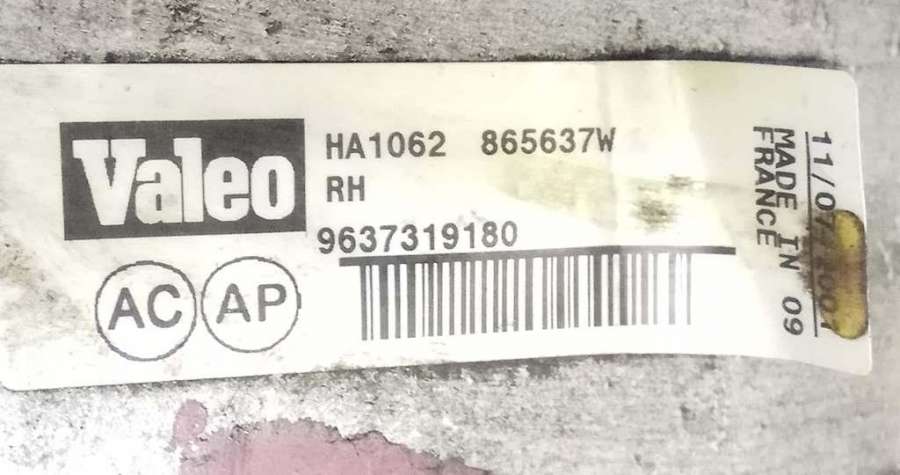 Valeo
HA1062 865637W
RH
9637319180
AC AP
MADE IN 09
FRANCE